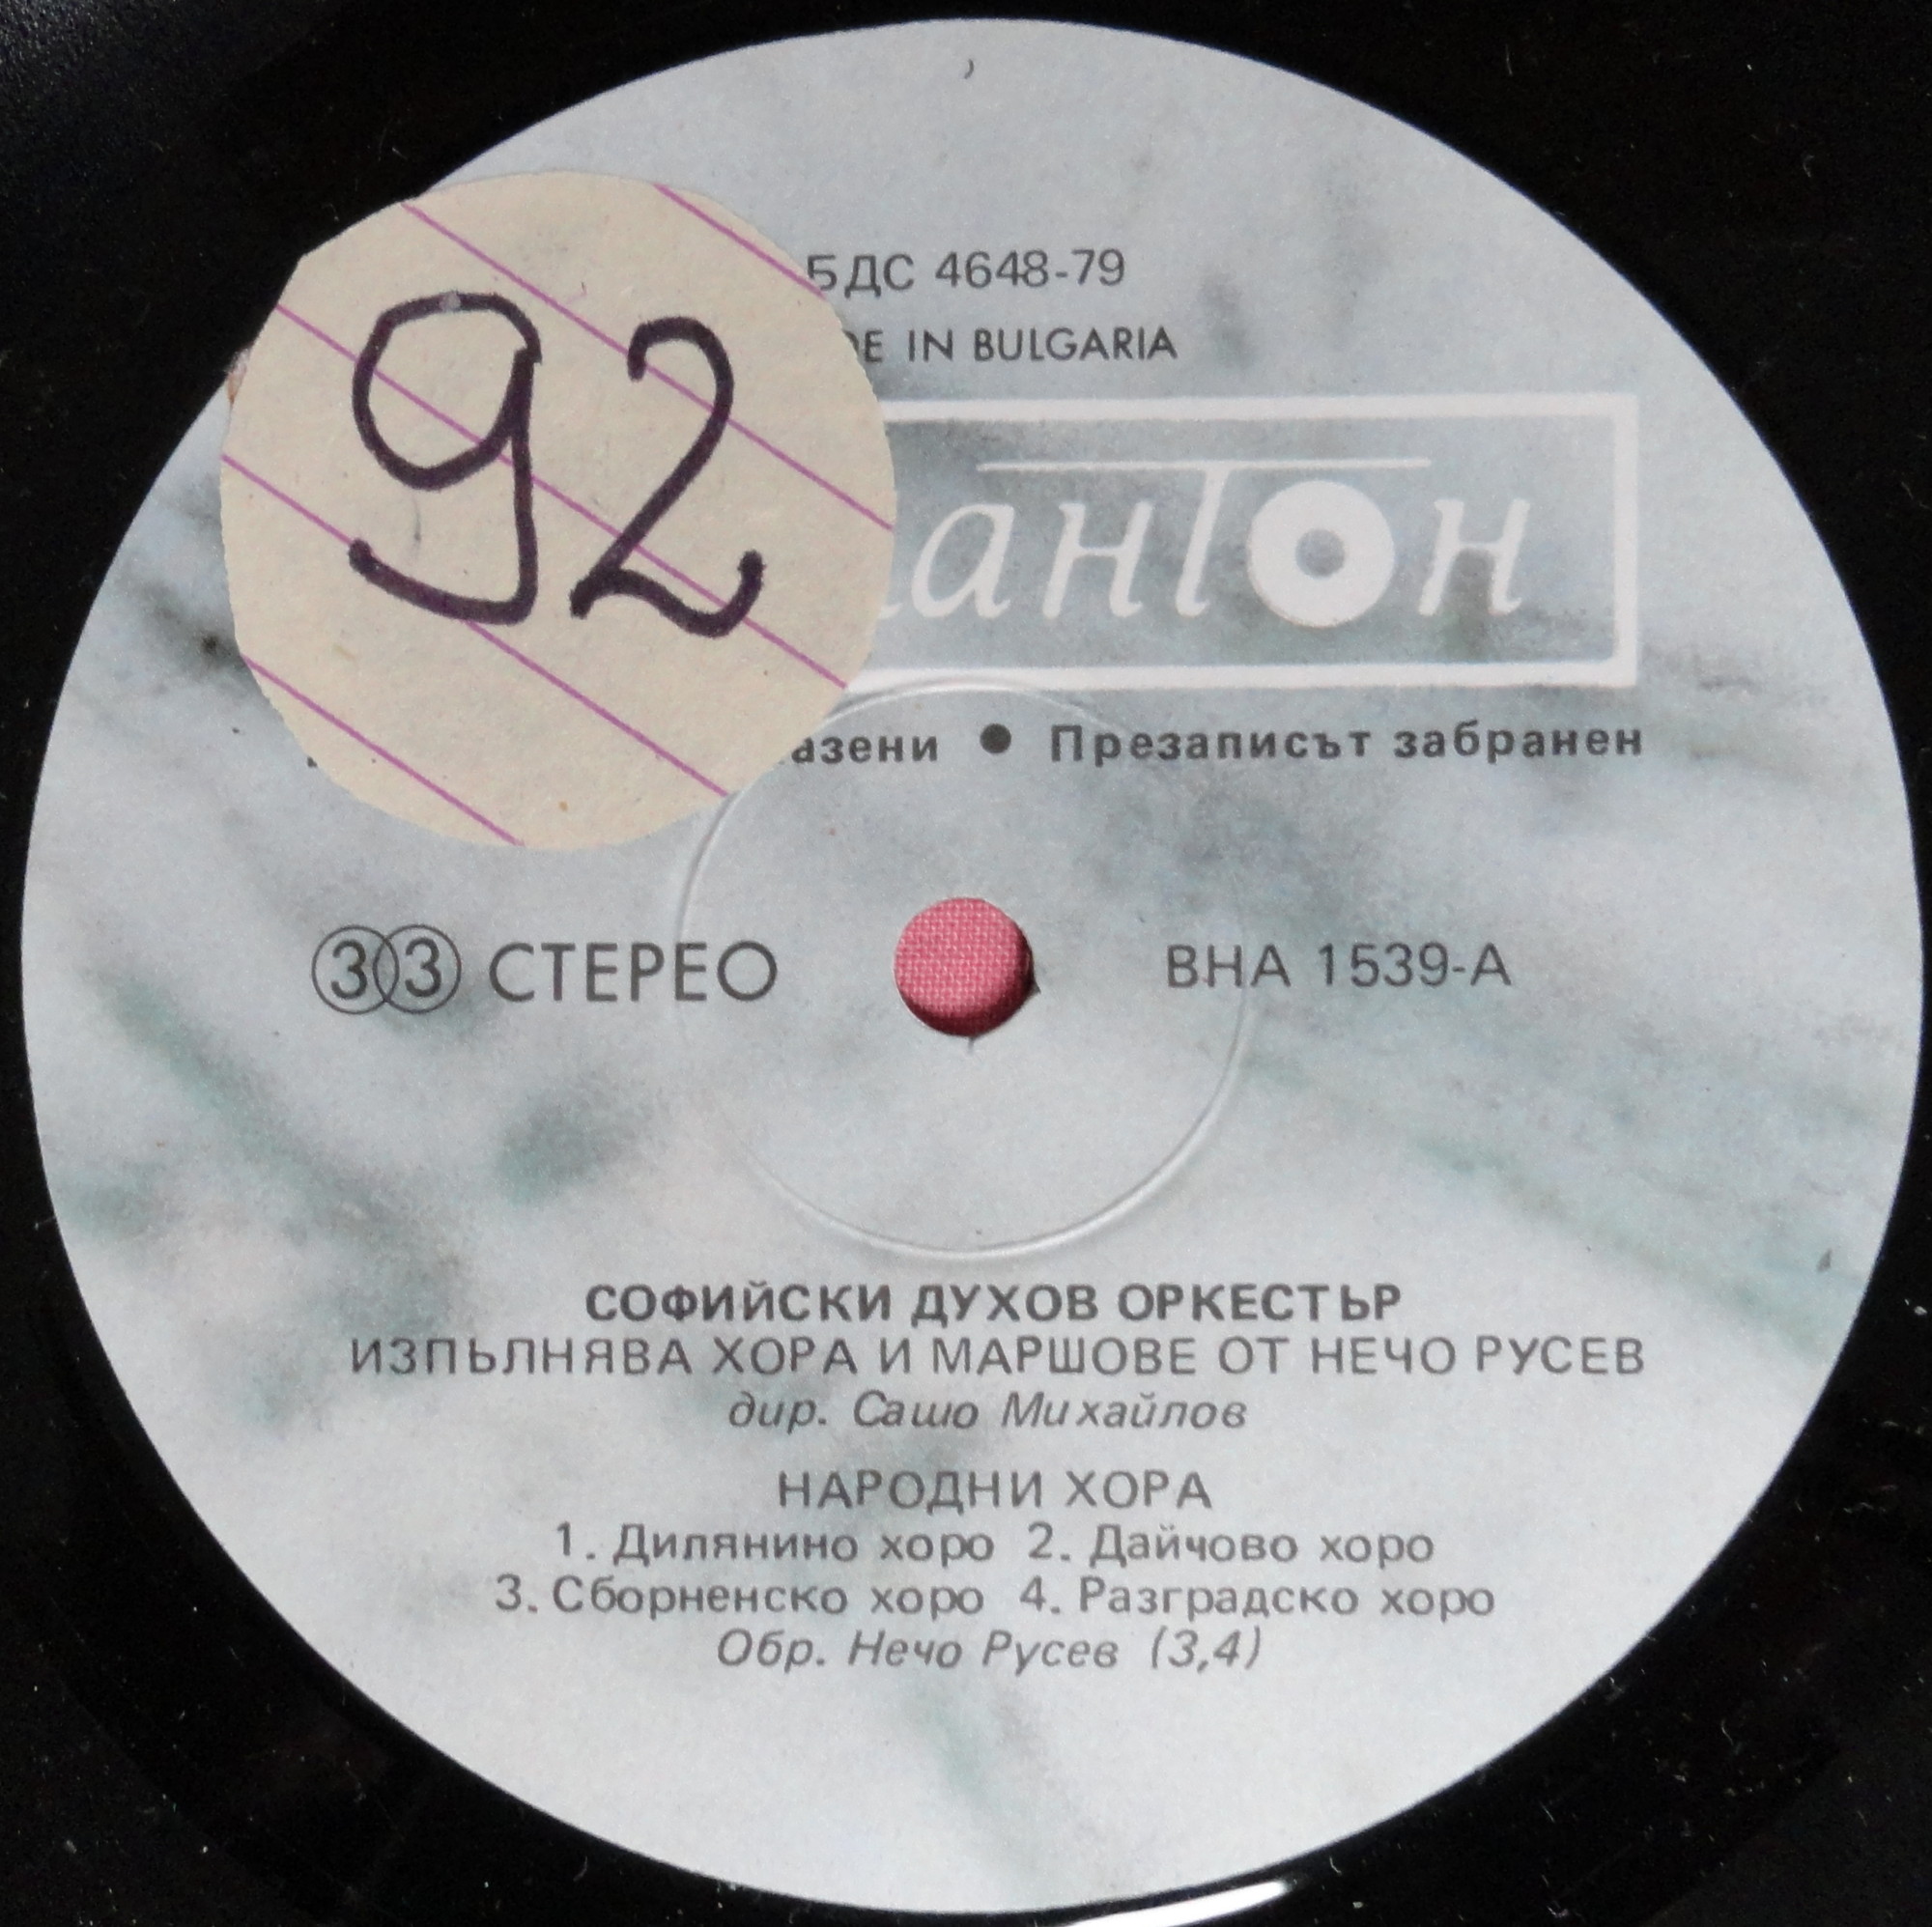 92
БДС 4648-79
IN BULGARIA
● Презаписът забранен
33 СТЕРЕО
ВНА 1539-А
СОФИЙСКИ ДУХОВ ОРКЕСТЪР
ИЗПЪЛНЯВА ХОРА И МАРШОВЕ ОТ НЕЧО РУСЕВ
дир. Сашо Михайлов
НАРОДНИ ХОРА
1. Дилянино хоро 2. Дайчово хоро
3. Сборненско хоро 4. Разградско хоро
Обр. Нечо Русев (3,4)